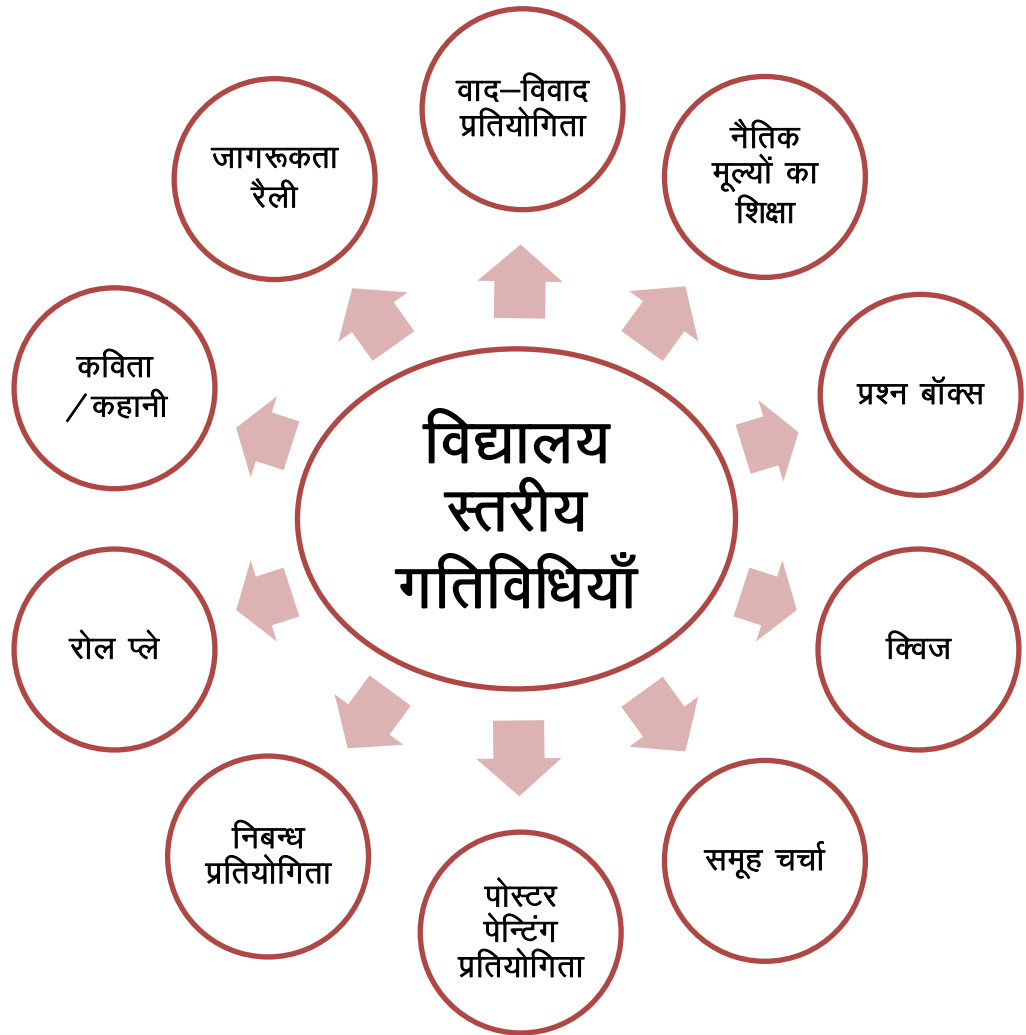 विद्यालय
स्तरीय
गतिविधियाँ
वाद–विवाद
प्रतियोगिता
नैतिक
मूल्यों का
शिक्षा
प्रश्न बॉक्स
क्विज
समूह चर्चा
पोस्टर
पेन्टिंग
प्रतियोगिता
निबन्ध
प्रतियोगिता
रोल प्ले
कविता
/कहानी
जागरूकता
रैली